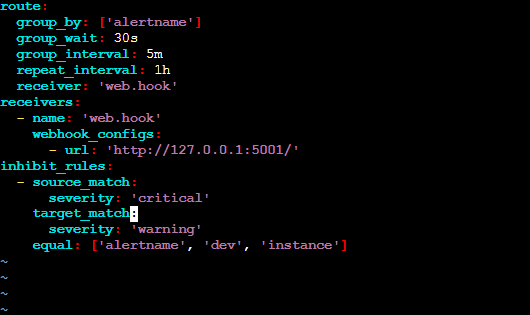 route:
  group_by: ['alertname']
  group_wait: 30s
  group_interval: 5m
  repeat_interval: 1h
  receiver: 'web.hook'
receivers:
  - name: 'web.hook'
    webhook_configs:
      - url: 'http://127.0.0.1:5001/'
inhibit_rules:
  - source_match:
      severity: 'critical'
    target_match:
      severity: 'warning'
    equal: ['alertname', 'dev', 'instance']
~
~
~
~